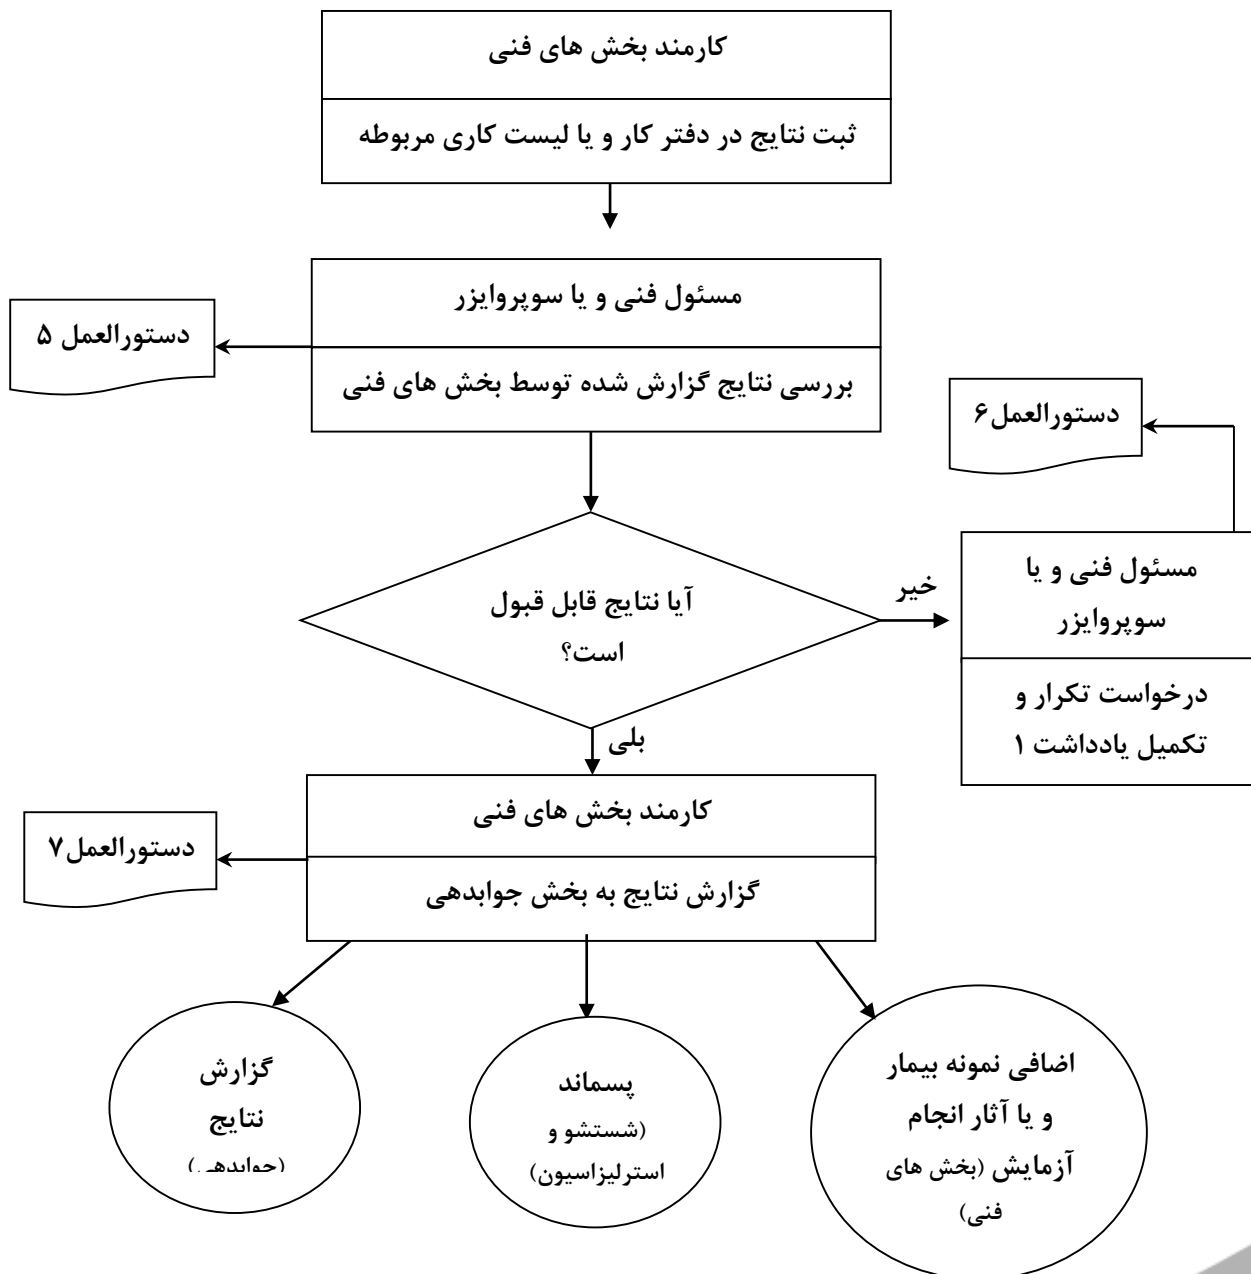 کارمند بخش های فنی
ثبت نتایج در دفتر کار و یا لیست کاری مربوطه
مسئول فنی و یا سوپروایزر
بررسی نتایج گزارش شده توسط بخش های فنی
دستورالعمل ۵
دستورالعمل۶
مسئول فنی و یا
سوپروایزر
درخواست تکرار و
تکمیل یادداشت ۱
خیر
آیا نتایج قابل قبول
است؟
بلی
کارمند بخش های فنی
گزارش نتایج به بخش جوابدهی
دستورالعمل۷
اضافی نمونه بیمار
و یا آثار انجام
آزمایش (بخش های
فنی)
پسماند
(شستشو و
استرلیزاسیون)
گزارش
نتایج
(جوابدهی)